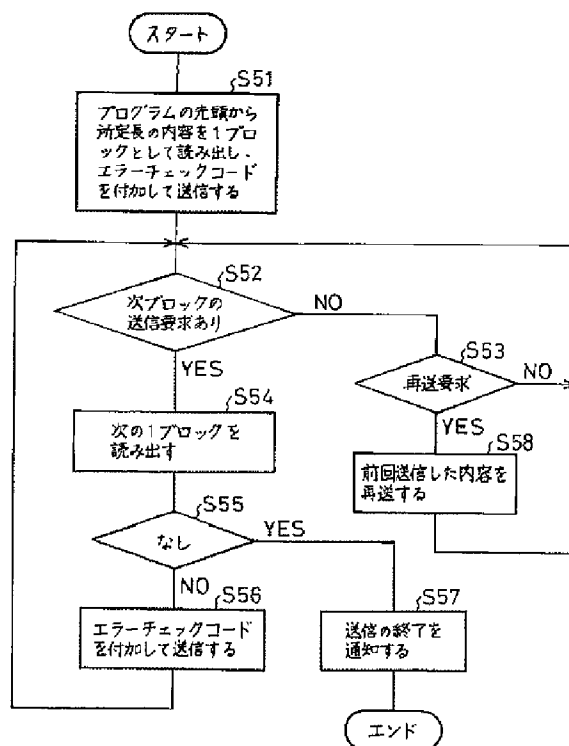 スタート
S51
プログラムの先頭から
所定長の内容を1ブロ
ックとして読み出し、
エラーチェックコード
を付加して送信する
S52
次ブロックの
送信要求あり
NO
YES
S53
再送要求
NO
YES
S54
次の1ブロックを
読み出す
S58
前回送信した内容を
再送する
S55
なし
YES
NO
S56
エラーチェックコード
を付加して送信する
S57
送信の終了を
通知する
エンド